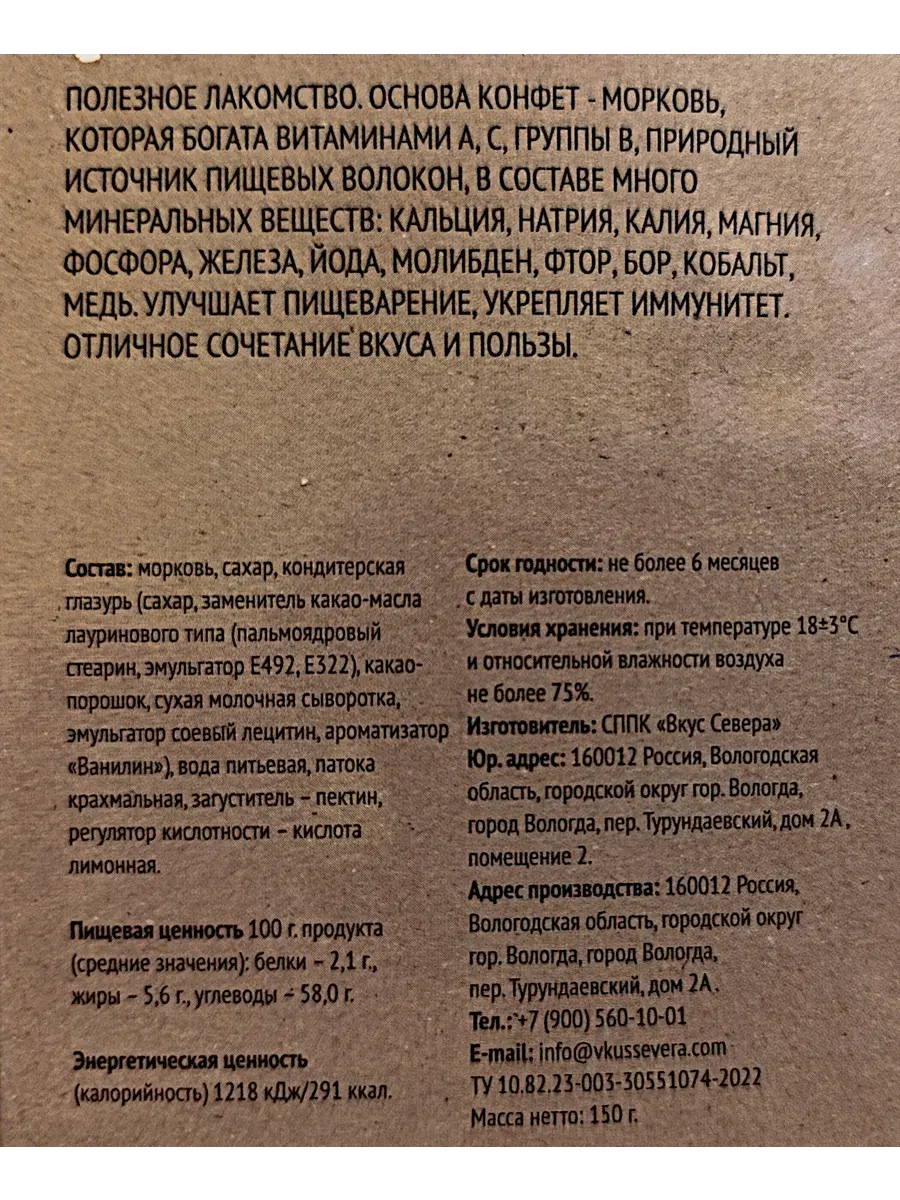 ПОЛЕЗНОЕ ЛАКОМСТВО. ОСНОВА КОНФЕТ - МОРКОВЬ,
КОТОРАЯ БОГАТА ВИТАМИНАМИ А, С, ГРУППЫ В, ПРИРОДНЫЙ
ИСТОЧНИК ПИЩЕВЫХ ВОЛОКОН, В СОСТАВЕ МНОГО
МИНЕРАЛЬНЫХ ВЕЩЕСТВ: КАЛЬЦИЯ, НАТРИЯ, КАЛИЯ, МАГНИЯ,
ФОСФОРА, ЖЕЛЕЗА, ЙОДА, МОЛИБДЕН, ФТОР, БОР, КОБАЛЬТ,
МЕДЬ. УЛУЧШАЕТ ПИЩЕВАРЕНИЕ, УКРЕПЛЯЕТ ИММУНИТЕТ.
ОТЛИЧНОЕ СОЧЕТАНИЕ ВКУСА И ПОЛЬЗЫ.
Состав: морковь, сахар, кондитерская
глазурь (сахар, заменитель какао-масла
лауринового типа (пальмоядровый
стеарин, эмульгатор Е492, Е322), какао-
порошок, сухая молочная сыворотка,
эмульгатор соевый лецитин, ароматизатор
«Ванилин»), вода питьевая, патока
крахмальная, загуститель – пектин,
регулятор кислотности – кислота
лимонная.
Пищевая ценность 100 г. продукта
(средние значения): белки – 2,1 г.,
жиры – 5,6 г., углеводы – 58,0 г.
Энергетическая ценность
(калорийность) 1218 кДж/291 ккал.
Срок годности: не более 6 месяцев
с даты изготовления.
Условия хранения: при температуре 18±3°С
и относительной влажности воздуха
не более 75%.
Изготовитель: СППК «Вкус Севера»
Юр. адрес: 160012 Россия, Вологодская
область, городской округ гор. Вологда,
город Вологда, пер. Турундаевский, дом 2А,
помещение 2.
Адрес производства: 160012 Россия,
Вологодская область, городской округ
гор. Вологда, город Вологда,
пер. Турундаевский, дом 2А.
Тел.: +7 (900) 560-10-01
E-mail: info@vkussevera.com
ТУ 10.82.23-003-30551074-2022
Масса нетто: 150 г.